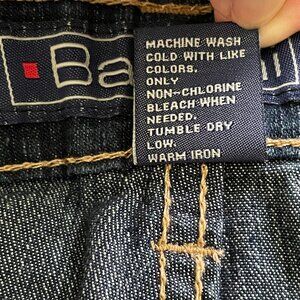 Ba
MACHINE WASH
COLD WITH LIKE
COLORS.
ONLY
NON-CHLORINE
BLEACH WHEN
NEEDED.
TUMBLE DRY
LOW.
WARM IRON